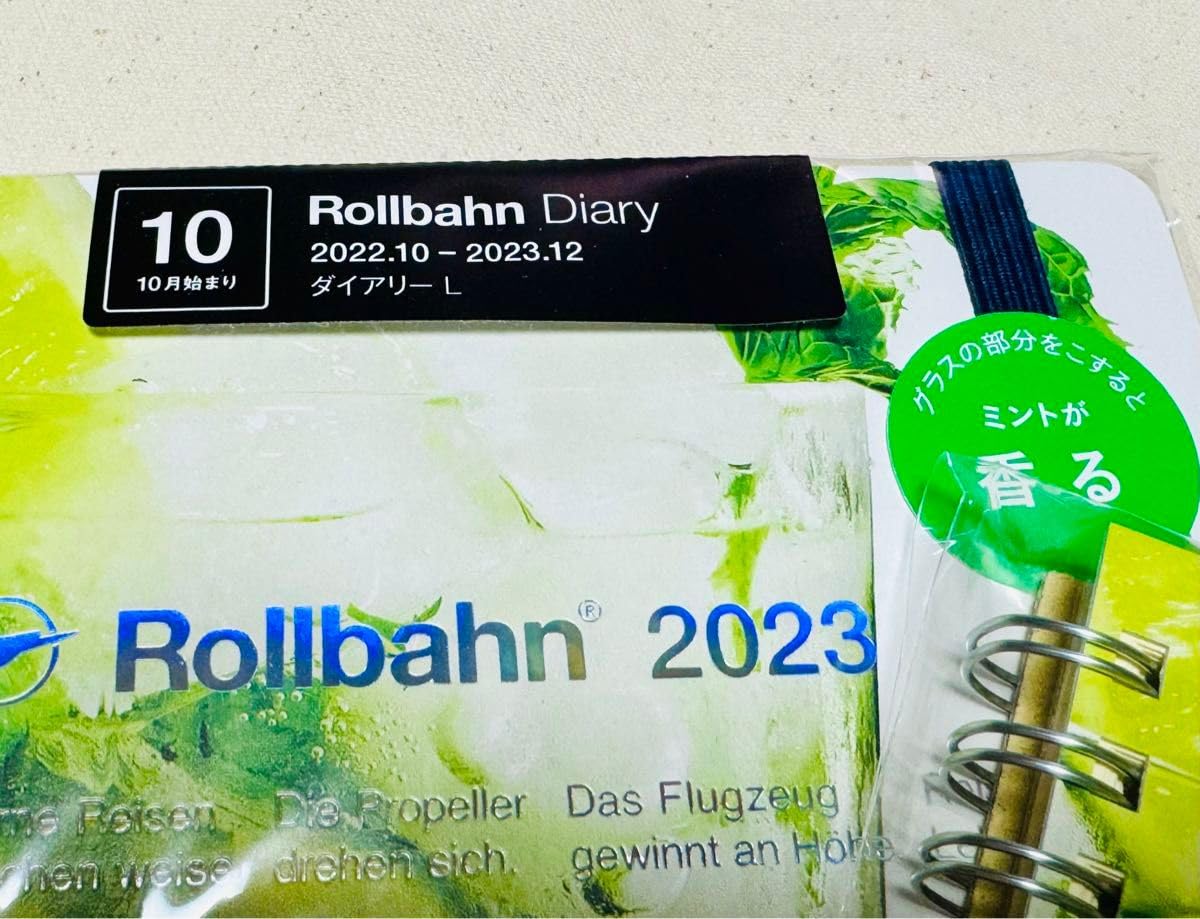 10
10月始まり
Rollbahn Diary
2022.10 – 2023.12
ダイアリー L
グラスの部分をこすると
ミントが
香る
Rollbahn® 2023
Reisen
weise
Die Propeller
drehen sich.
Das Flugzeug
gewinnt an Höhe